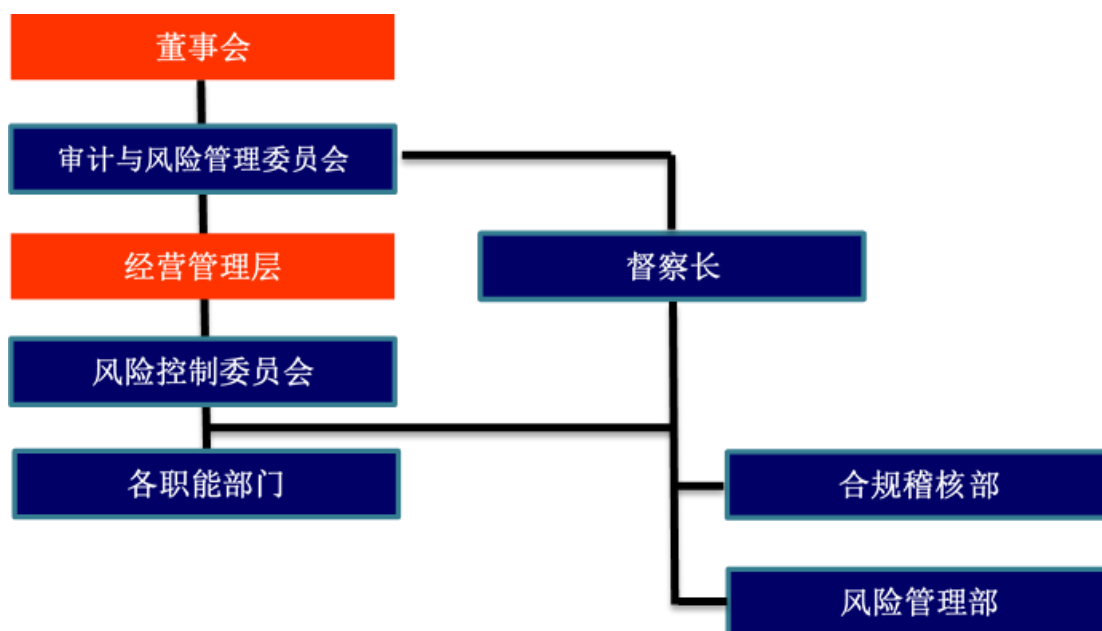 董事会
审计与风险管理委员会
经营管理层
督察长
风险控制委员会
各职能部门
合规稽核部
风险管理部